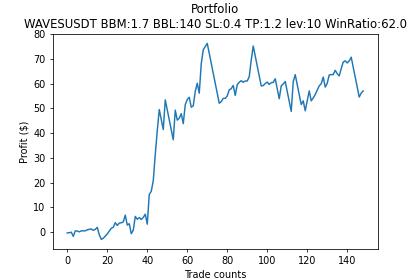 Portfolio
WAVESUSDT BBM:1.7 BBL:140 SL:0.4 TP:1.2 lev:10 WinRatio:62.0
Profit ($)
80
70
60
50
40
30
20
10
0
0 20 40 60 80 100 120 140
Trade counts